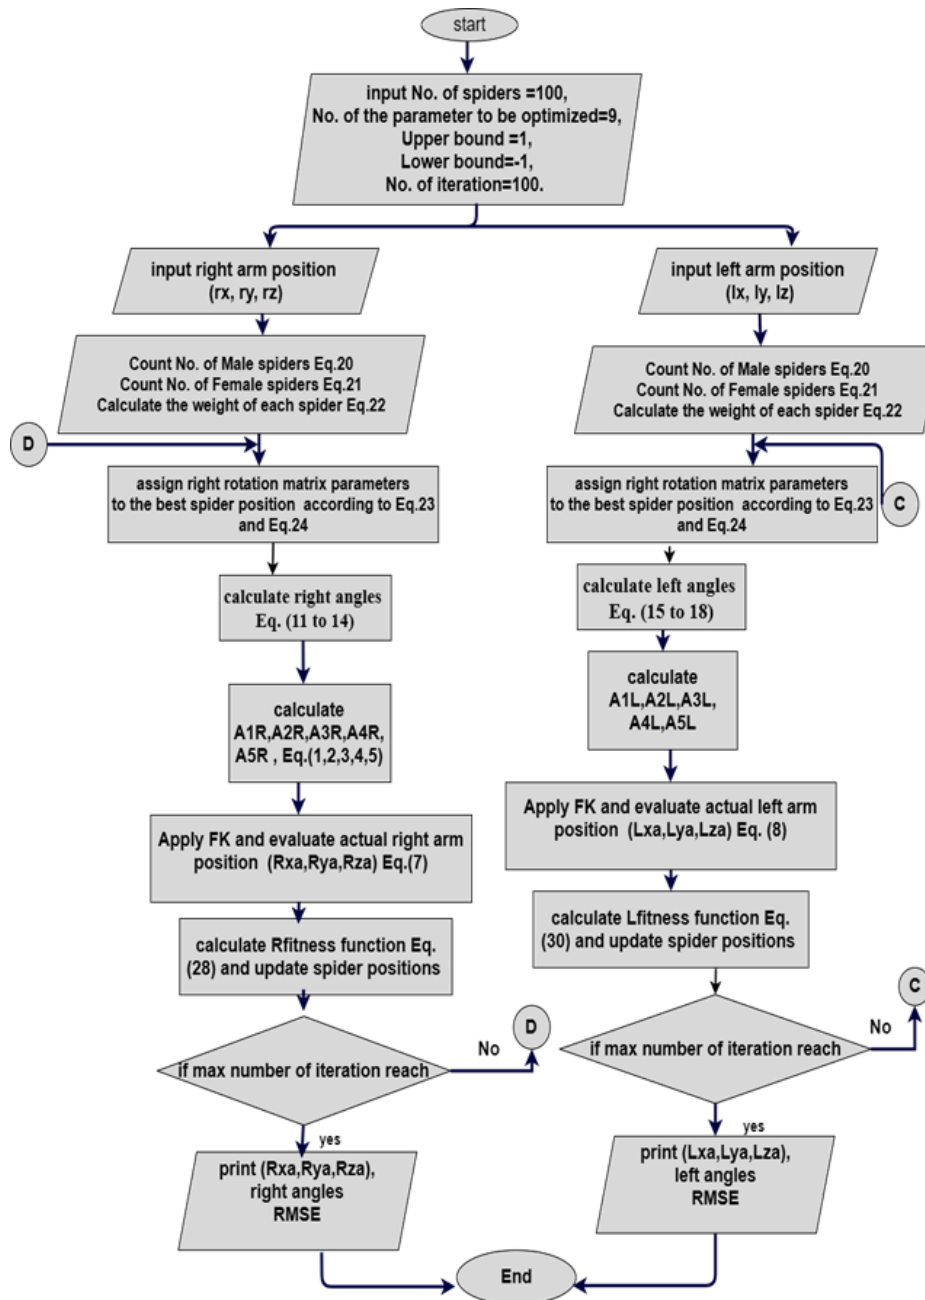 start
input No. of spiders =100,
No. of the parameter to be optimized=9,
Upper bound =1,
Lower bound=-1,
No. of iteration=100.
input right arm position
(rx, ry, rz)
Count No. of Male spiders Eq.20
Count No. of Female spiders Eq.21
Calculate the weight of each spider Eq.22
D
assign right rotation matrix parameters
to the best spider position according to Eq.23
and Eq.24
calculate right angles
Eq. (11 to 14)
calculate
A1R,A2R,A3R,A4R,
A5R , Eq.(1,2,3,4,5)
Apply FK and evaluate actual right arm
position (Rxa,Rya,Rza) Eq.(7)
calculate Rfitness function Eq.
(28) and update spider positions
if max number of iteration reach
No
D
yes
print (Rxa,Rya,Rza),
right angles
RMSE
input left arm position
(lx, ly, lz)
Count No. of Male spiders Eq.20
Count No. of Female spiders Eq.21
Calculate the weight of each spider Eq.22
C
assign right rotation matrix parameters
to the best spider position according to Eq.23
and Eq.24
calculate left angles
Eq. (15 to 18)
calculate
A1L,A2L,A3L,
A4L,A5L
Apply FK and evaluate actual left arm
position (Lxa,Lya,Lza) Eq. (8)
calculate Lfitness function Eq.
(30) and update spider positions
if max number of iteration reach
No
C
yes
print (Lxa,Lya,Lza),
left angles
RMSE
End